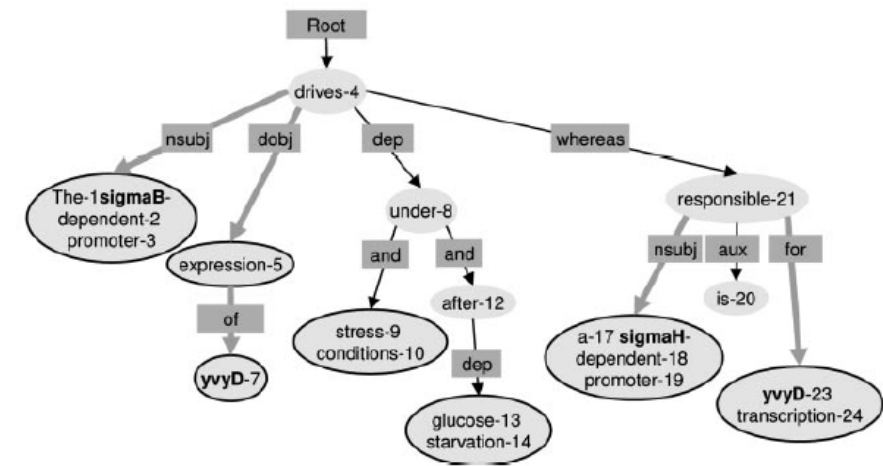 Root
drives-4
nsubj
dobj
dep
whereas
The-1sigmaB-
dependent-2
promoter-3
under-8
responsible-21
expression-5
and
and
nsubj
aux
for
of
after-12
is-20
stress-9
conditions-10
a-17 sigmaH-
dependent-18
promoter-19
yvyD-7
dep
yvyD-23
transcription-24
glucose-13
starvation-14